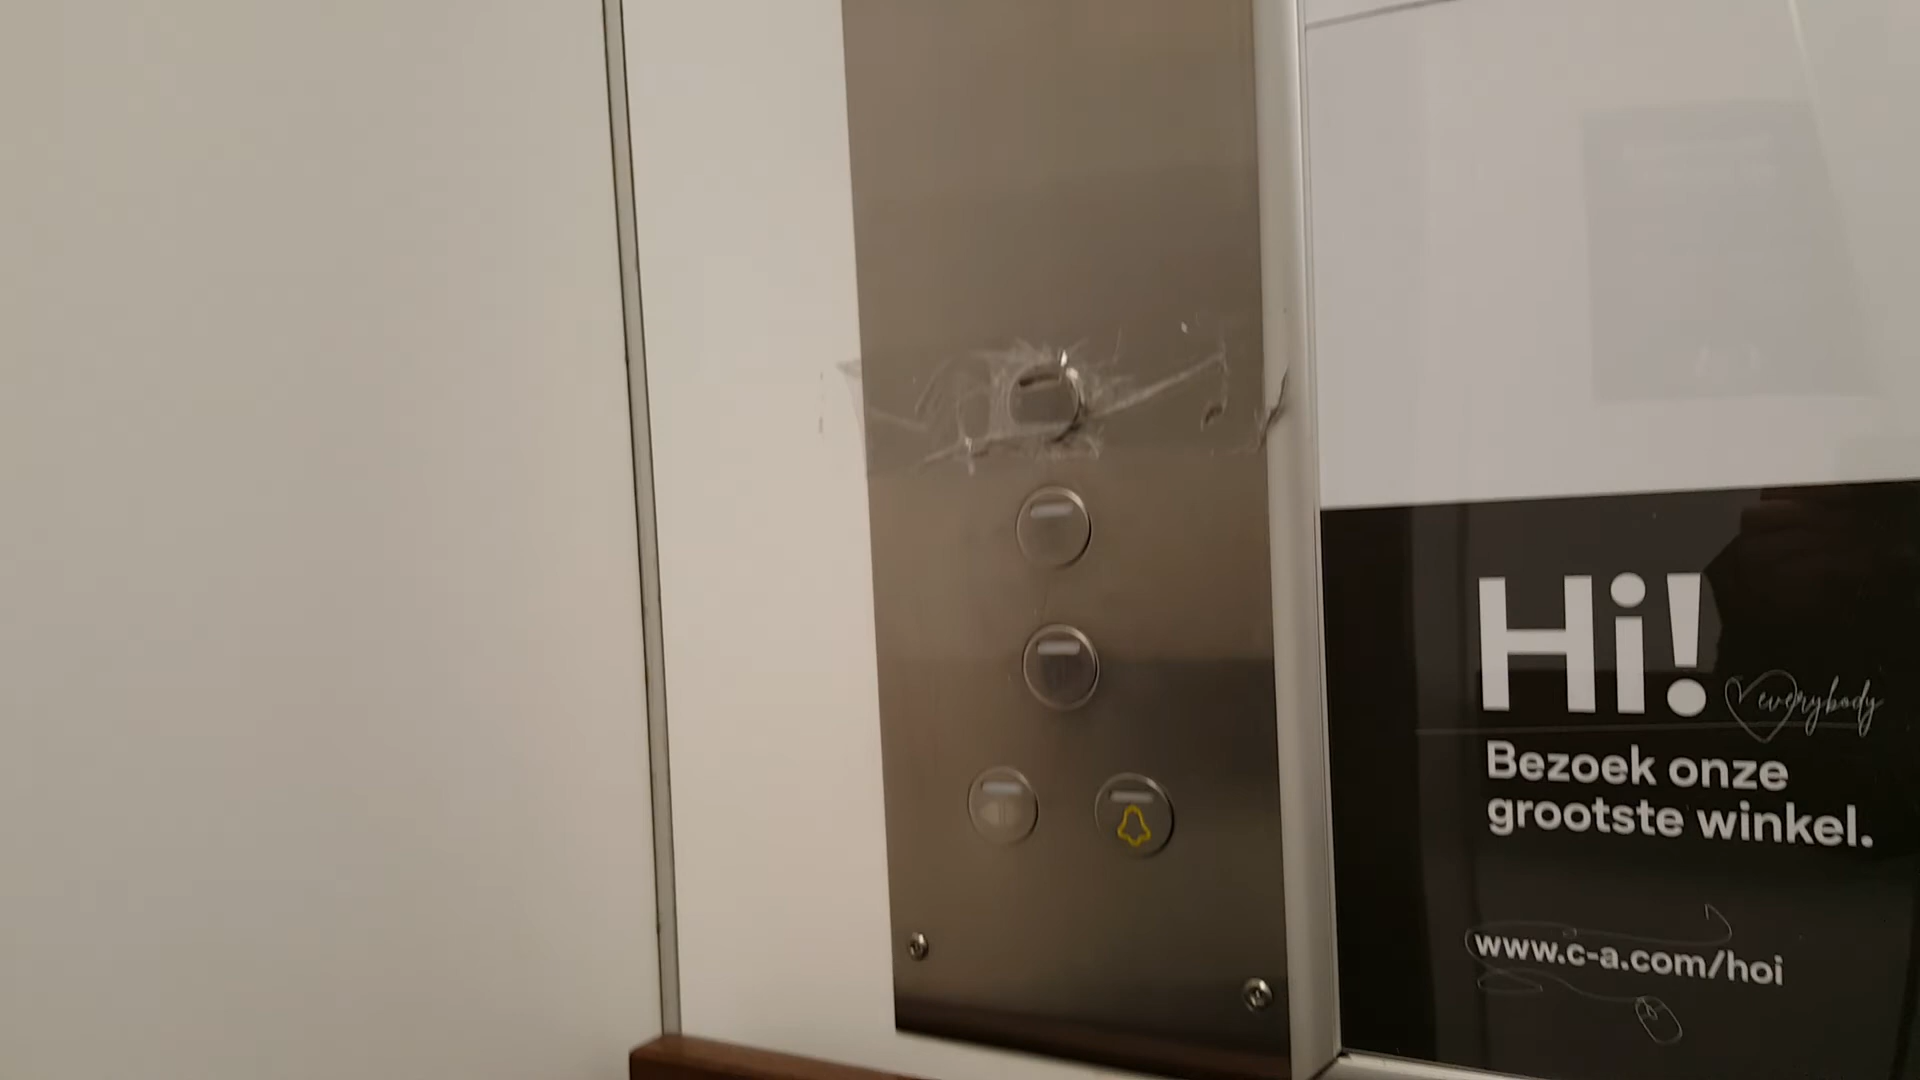 Hi!
everybody
Bezoek onze
grootste winkel.
www.c-a.com/hoi